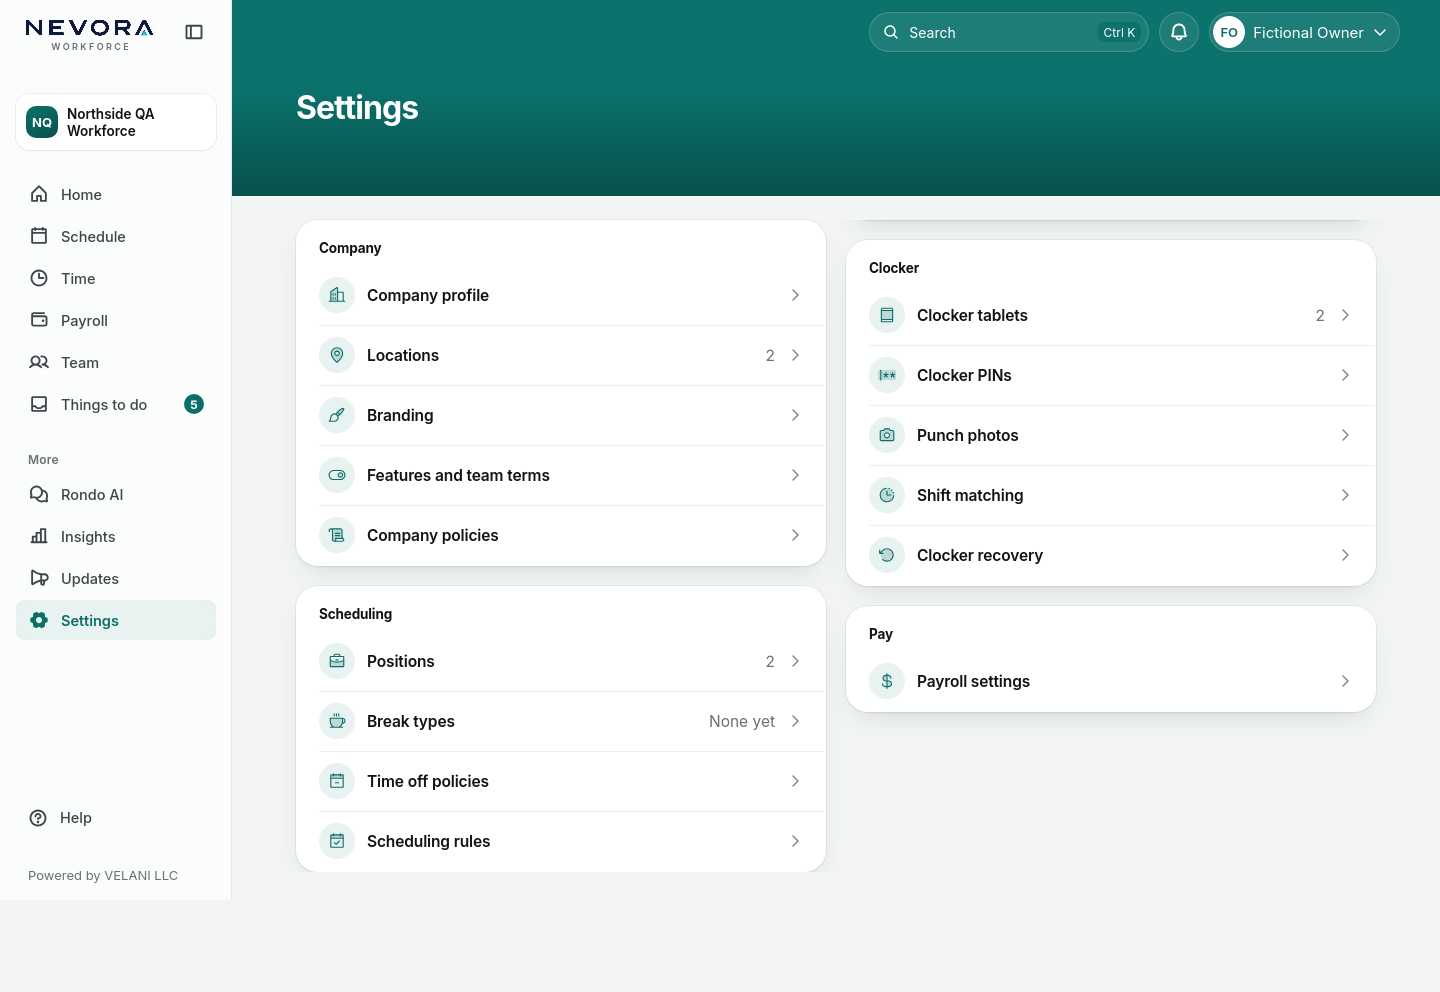 NEVORA
WORKFORCE
NQ
Northside QA
Workforce
Home
Schedule
Time
Payroll
Team
Things to do
5
More
Rondo AI
Insights
Updates
Settings
Help
Powered by VELANI LLC
Search
Ctrl K
FO
Fictional Owner
Settings
Company
Company profile
Locations
2
Branding
Features and team terms
Company policies
Scheduling
Positions
2
Break types
None yet
Time off policies
Scheduling rules
Clocker
Clocker tablets
2
Clocker PINs
Punch photos
Shift matching
Clocker recovery
Pay
Payroll settings